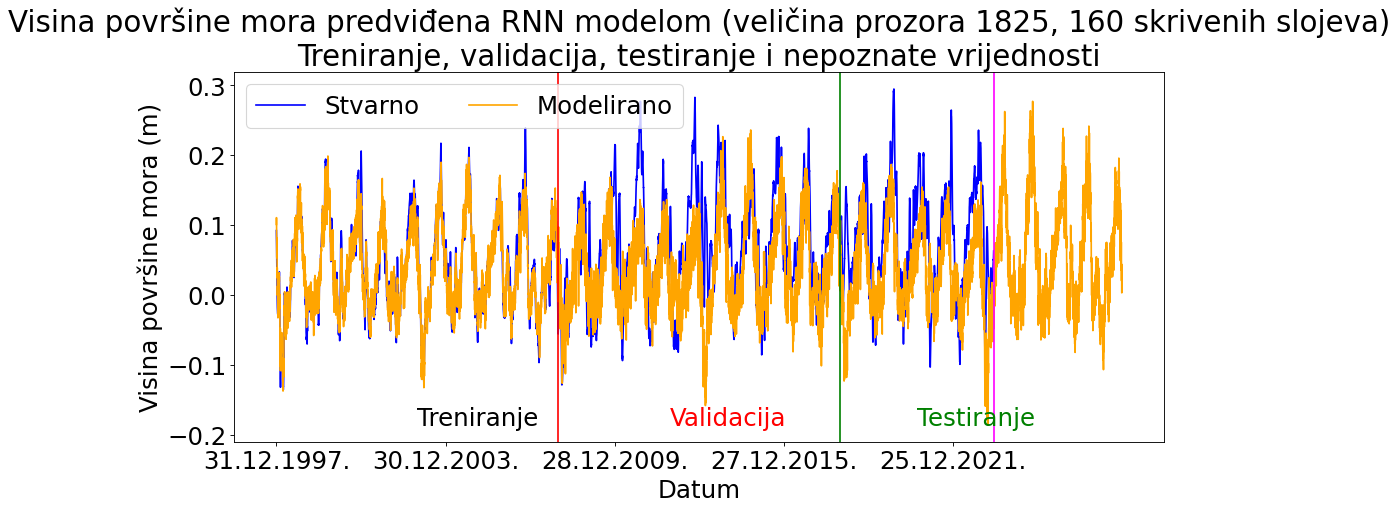 Visina površine mora predviđena RNN modelom (veličina prozora 1825, 160 skrivenih slojeva)
Treniranje, validacija, testiranje i nepoznate vrijednosti
Stvarno Modelirano
Visina površine mora (m)
0.3
0.2
0.1
0.0
−0.1
−0.2
Treniranje Validacija Testiranje
31.12.1997. 30.12.2003. 28.12.2009. 27.12.2015. 25.12.2021.
Datum